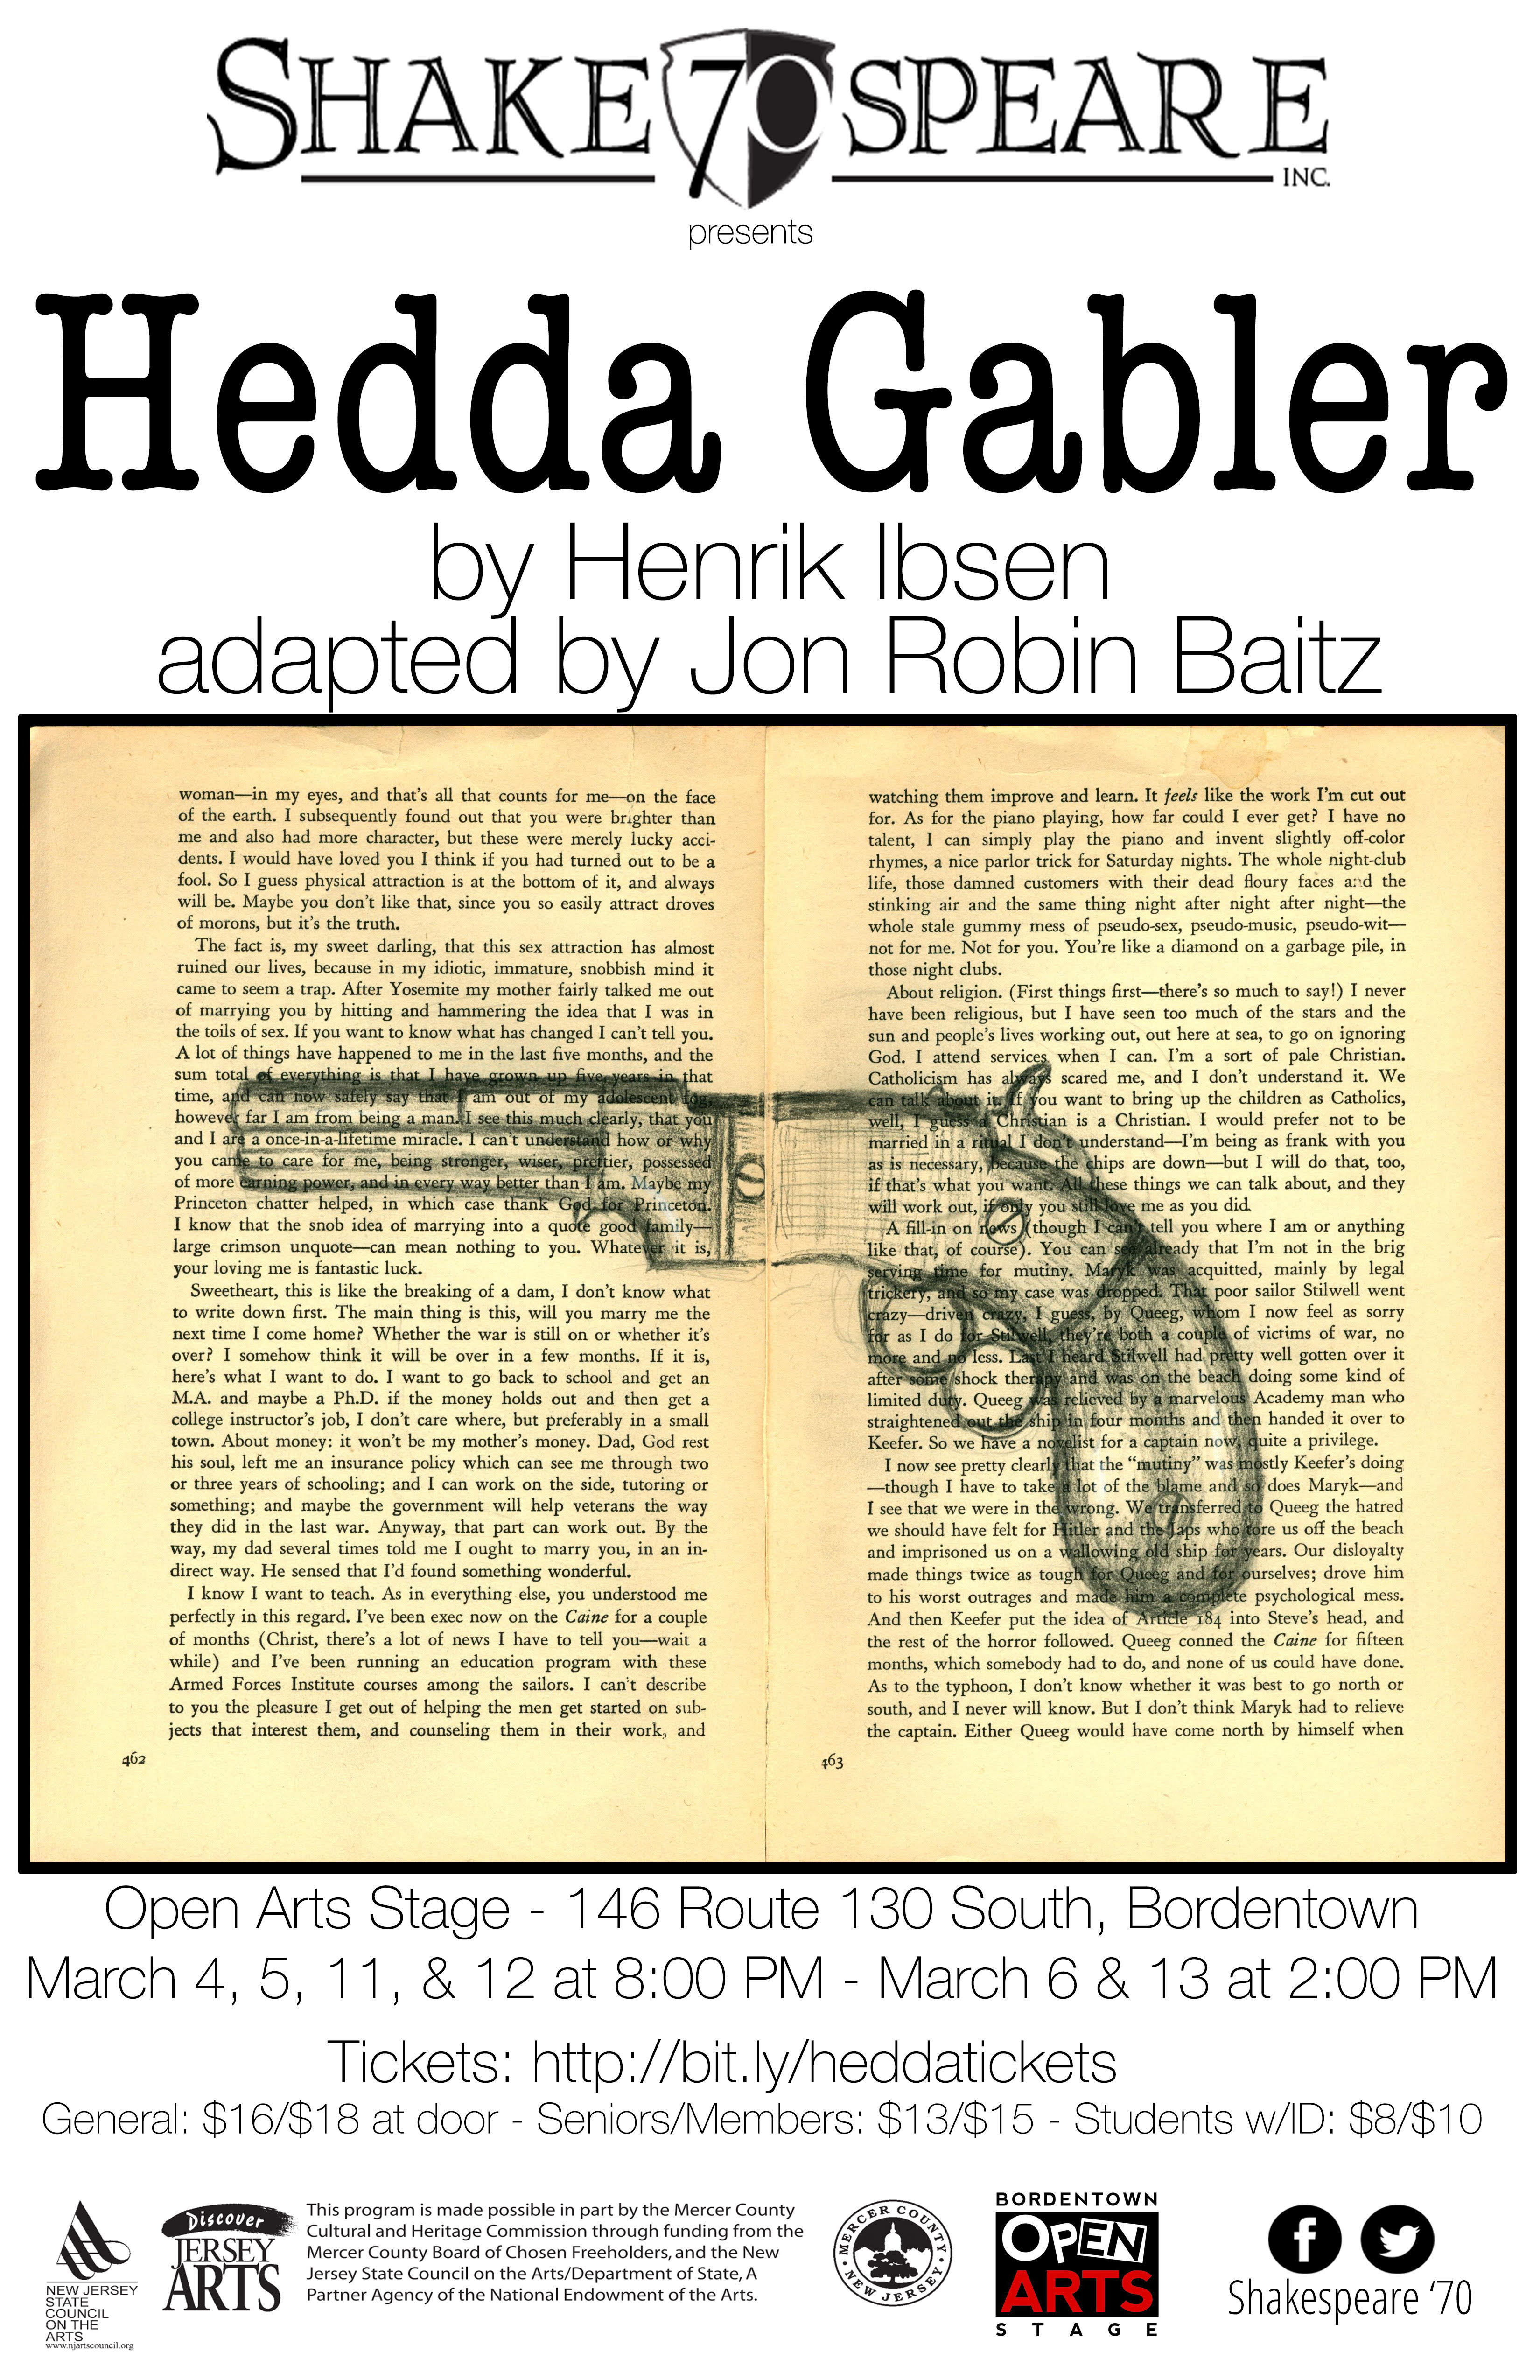 SHAKE 70 SPEARE
INC.
presents
Hedda Gabler
by Henrik Ibsen
adapted by Jon Robin Baitz
woman—in my eyes, and that's all that counts for me—on the face
of the earth. I subsequently found out that you were brighter than
me and also had more character, but these were merely lucky acci-
dents. I would have loved you I think if you had turned out to be a
fool. So I guess physical attraction is at the bottom of it, and always
will be. Maybe you don't like that, since you so easily attract droves
of morons, but it's the truth.
The fact is, my sweet darling, that this sex attraction has almost
ruined our lives, because in my idiotic, immature, snobbish mind it
came to seem a trap. After Yosemite my mother fairly talked me out
of marrying you by hitting and hammering the idea that I was in
the toils of sex. If you want to know what has changed I can't tell you.
A lot of things have happened to me in the last five months, and the
sum total of everything is that I have grown up five years in that
time, and can now safely say that I am out of my adolescent fog,
however far I am from being a man. I see this much clearly, that you
and I are a once-in-a-lifetime miracle. I can't understand how or why
you came to care for me, being stronger, wiser, prettier, possessed
of more earning power, and in every way better than I am. Maybe my
Princeton chatter helped, in which case thank God for Princeton.
I know that the snob idea of marrying into a quote good family—
large crimson unquote—can mean nothing to you. Whatever it is,
your loving me is fantastic luck.
Sweetheart, this is like the breaking of a dam, I don't know what
to write down first. The main thing is this, will you marry me the
next time I come home? Whether the war is still on or whether it's
over? I somehow think it will be over in a few months. If it is,
here's what I want to do. I want to go back to school and get an
M.A. and maybe a Ph.D. if the money holds out and then get a
college instructor's job, I don't care where, but preferably in a small
town. About money: it won't be my mother's money. Dad, God rest
his soul, left me an insurance policy which can see me through two
or three years of schooling; and I can work on the side, tutoring or
something; and maybe the government will help veterans the way
they did in the last war. Anyway, that part can work out. By the
way, my dad several times told me I ought to marry you, in an in-
direct way. He sensed that I'd found something wonderful.
I know I want to teach. As in everything else, you understood me
perfectly in this regard. I've been exec now on the Caine for a couple
of months (Christ, there's a lot of news I have to tell you—wait a
while) and I've been running an education program with these
Armed Forces Institute courses among the sailors. I can't describe
to you the pleasure I get out of helping the men get started on sub-
jects that interest them, and counseling them in their work, and
462
watching them improve and learn. It feels like the work I'm cut out
for. As for the piano playing, how far could I ever get? I have no
talent, I can simply play the piano and invent slightly off-color
rhymes, a nice parlor trick for Saturday nights. The whole night-club
life, those damned customers with their dead floury faces and the
stinking air and the same thing night after night after night—the
whole stale gummy mess of pseudo-sex, pseudo-music, pseudo-wit—
not for me. Not for you. You're like a diamond on a garbage pile, in
those night clubs.
About religion. (First things first—there's so much to say!) I never
have been religious, but I have seen too much of the stars and the
sun and people's lives working out, out here at sea, to go on ignoring
God. I attend services when I can. I'm a sort of pale Christian.
Catholicism has always scared me, and I don't understand it. We
can talk about it. If you want to bring up the children as Catholics,
well, I guess a Christian is a Christian. I would prefer not to be
married in a ritual I don't understand—I'm being as frank with you
as is necessary, because the chips are down—but I will do that, too,
if that's what you want. All these things we can talk about, and they
will work out, if only you still love me as you did.
A fill-in on news (though I can't tell you where I am or anything
like that, of course). You can see already that I'm not in the brig
serving time for mutiny. Maryk was acquitted, mainly by legal
trickery, and so my case was dropped. That poor sailor Stilwell went
crazy—driven crazy, I guess, by Queeg, whom I now feel as sorry
for as I do for Stilwell, they're both a couple of victims of war, no
more and no less. Last I heard Stilwell had pretty well gotten over it
after some shock therapy and was on the beach doing some kind of
limited duty. Queeg was relieved by a marvelous Academy man who
straightened out the ship in four months and then handed it over to
Keefer. So we have a novelist for a captain now, quite a privilege.
I now see pretty clearly that the "mutiny" was mostly Keefer's doing
—though I have to take a lot of the blame and so does Maryk—and
I see that we were in the wrong. We transferred to Queeg the hatred
we should have felt for Hitler and the Japs who tore us off the beach
and imprisoned us on a wallowing old ship for years. Our disloyalty
made things twice as tough for Queeg and for ourselves; drove him
to his worst outrages and made him a complete psychological mess.
And then Keefer put the idea of Article 184 into Steve's head, and
the rest of the horror followed. Queeg conned the Caine for fifteen
months, which somebody had to do, and none of us could have done.
As to the typhoon, I don't know whether it was best to go north or
south, and I never will know. But I don't think Maryk had to relieve
the captain. Either Queeg would have come north by himself when
463
Open Arts Stage - 146 Route 130 South, Bordentown
March 4, 5, 11, & 12 at 8:00 PM - March 6 & 13 at 2:00 PM
Tickets: http://bit.ly/heddatickets
General: $16/$18 at door - Seniors/Members: $13/$15 - Students w/ID: $8/$10
NEW JERSEY
STATE
COUNCIL
ON THE
ARTS
www.njartscouncil.org
Discover
JERSEY
ARTS
This program is made possible in part by the Mercer County
Cultural and Heritage Commission through funding from the
Mercer County Board of Chosen Freeholders, and the New
Jersey State Council on the Arts/Department of State, A
Partner Agency of the National Endowment of the Arts.
MERCER COUNTY
NEW JERSEY
BORDENTOWN
OPEN
ARTS
STAGE
Shakespeare ‘70